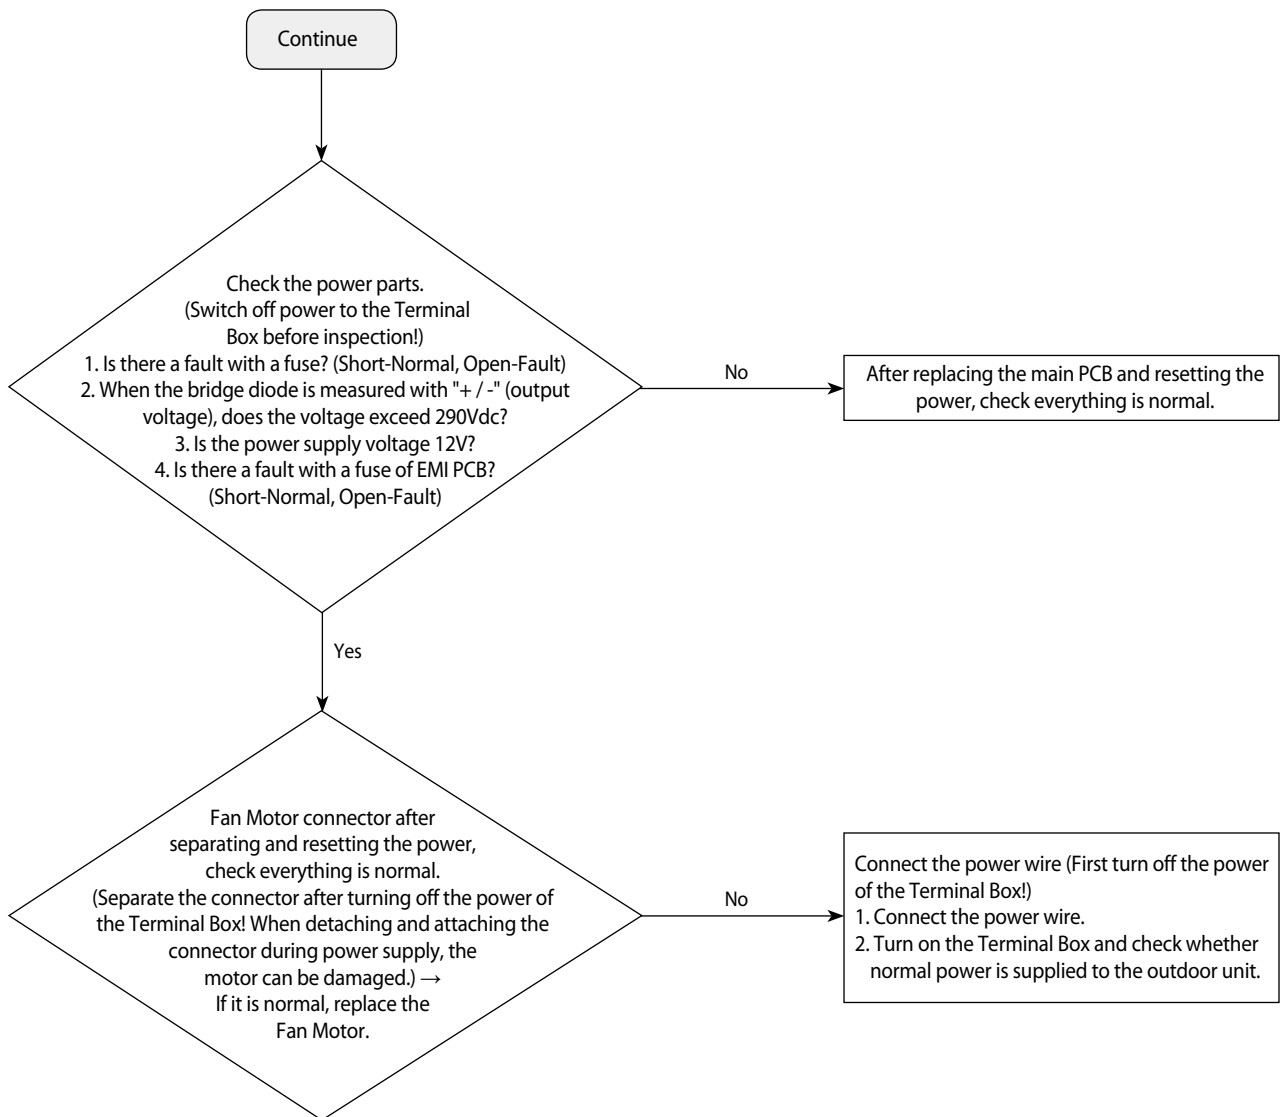 Continue
Check the power parts.
(Switch off power to the Terminal
Box before inspection!)
1. Is there a fault with a fuse? (Short-Normal, Open-Fault)
2. When the bridge diode is measured with "+ / -" (output
voltage), does the voltage exceed 290Vdc?
3. Is the power supply voltage 12V?
4. Is there a fault with a fuse of EMI PCB?
(Short-Normal, Open-Fault)
No
After replacing the main PCB and resetting the
power, check everything is normal.
Yes
Fan Motor connector after
separating and resetting the power,
check everything is normal.
(Separate the connector after turning off the power of
the Terminal Box! When detaching and attaching the
connector during power supply, the
motor can be damaged.) →
If it is normal, replace the
Fan Motor.
No
Connect the power wire (First turn off the power
of the Terminal Box!)
1. Connect the power wire.
2. Turn on the Terminal Box and check whether
normal power is supplied to the outdoor unit.